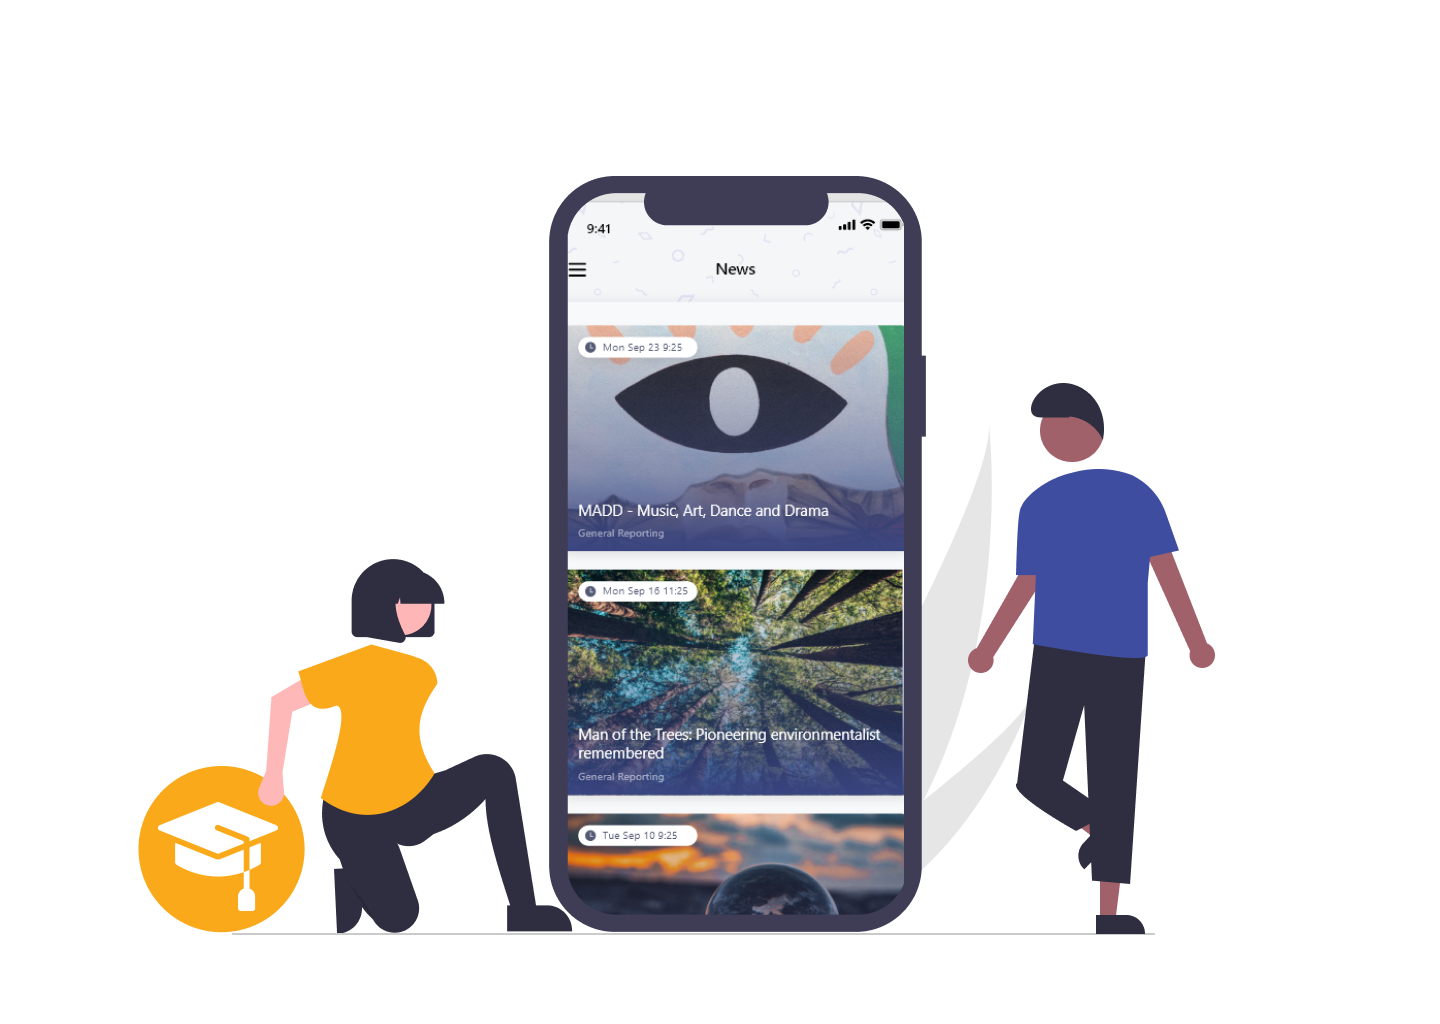 9:41
News
Mon Sep 23 9:25
MADD - Music, Art, Dance and Drama
General Reporting
Mon Sep 16 11:25
Man of the Trees: Pioneering environmentalist
remembered
General Reporting
Tue Sep 10 9:25